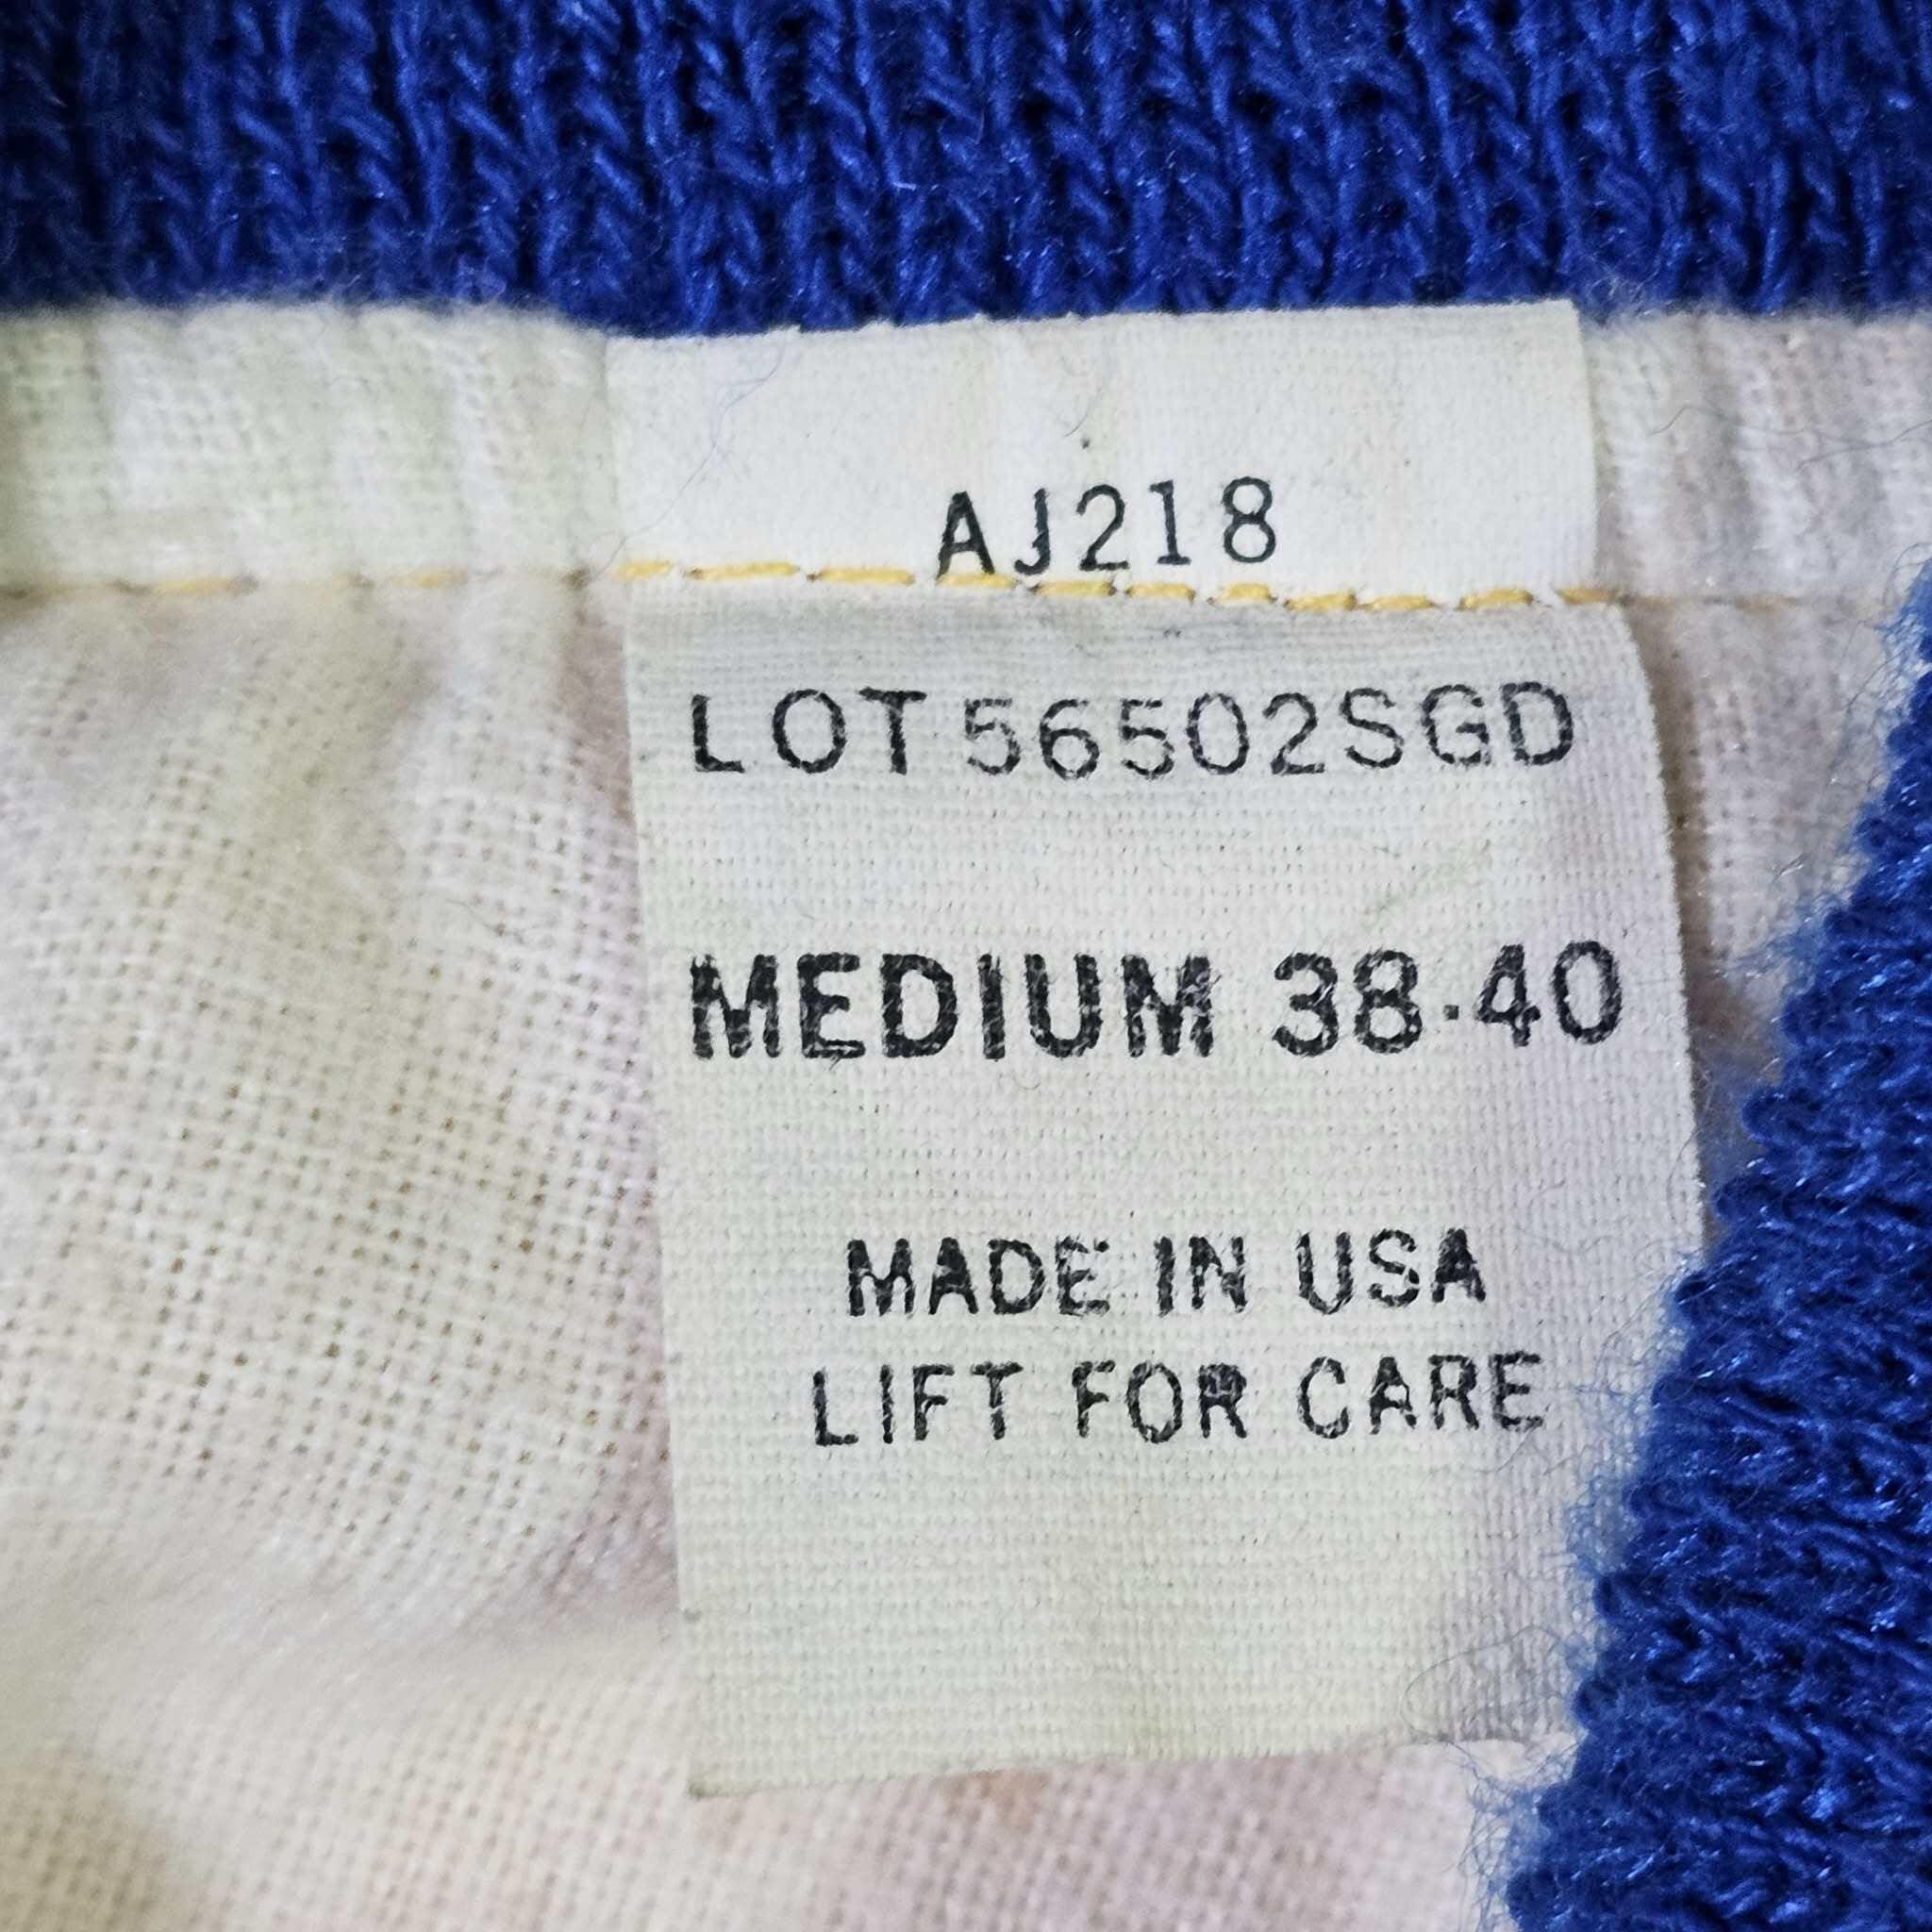 AJ218
LOT 56502SGD
MEDIUM 38-40
MADE IN USA
LIFT FOR CARE